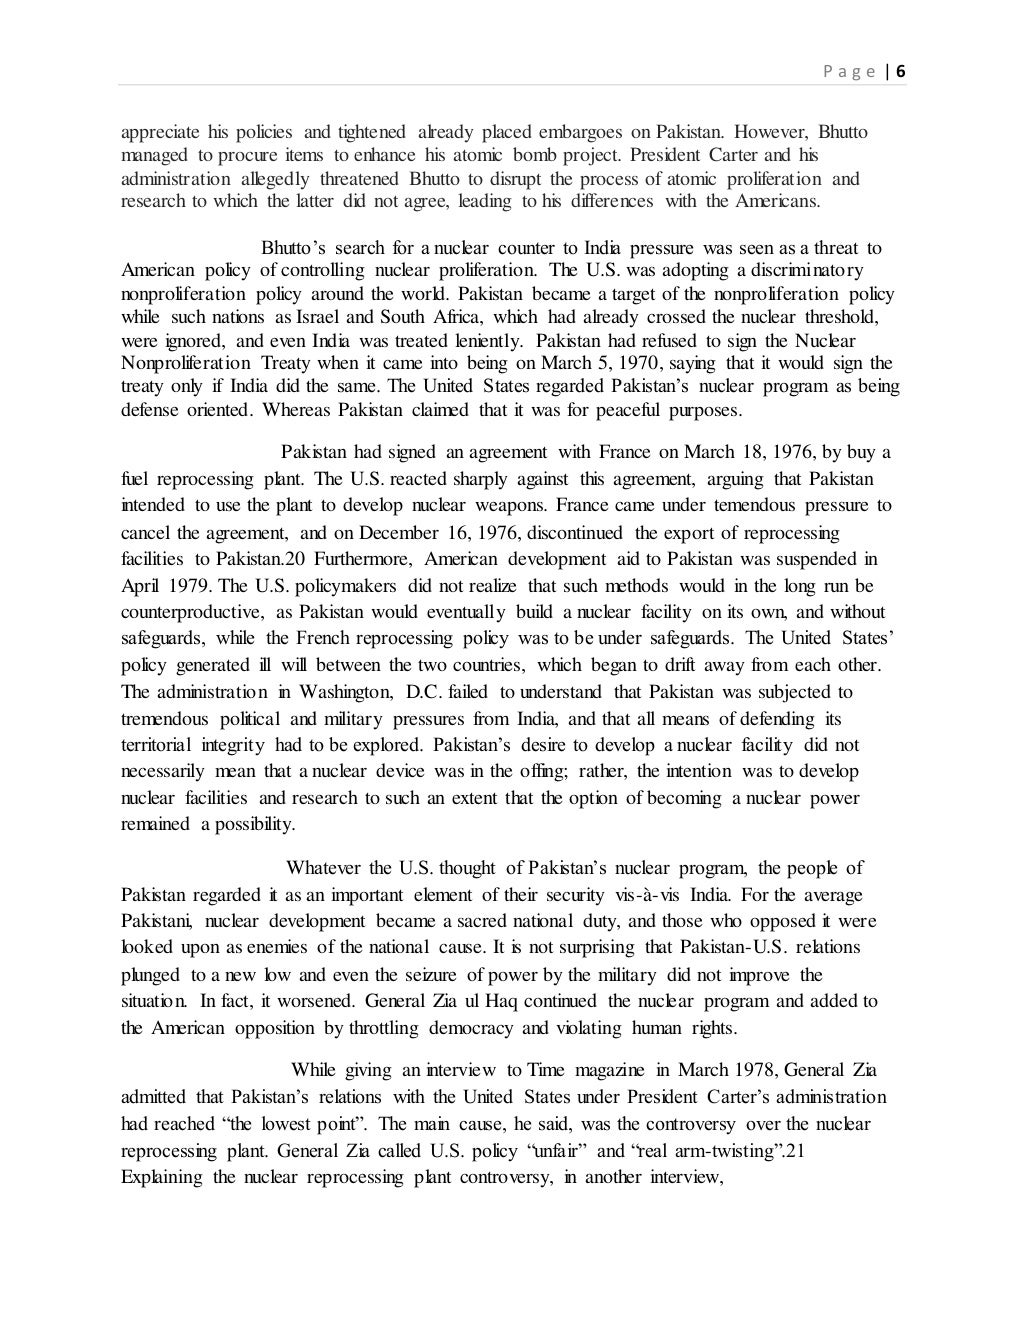 Page | 6
appreciate his policies and tightened already placed embargoes on Pakistan. However, Bhutto
managed to procure items to enhance his atomic bomb project. President Carter and his
administration allegedly threatened Bhutto to disrupt the process of atomic proliferation and
research to which the latter did not agree, leading to his differences with the Americans.
Bhutto's search for a nuclear counter to India pressure was seen as a threat to
American policy of controlling nuclear proliferation. The U.S. was adopting a discriminatory
nonproliferation policy around the world. Pakistan became a target of the nonproliferation policy
while such nations as Israel and South Africa, which had already crossed the nuclear threshold,
were ignored, and even India was treated leniently. Pakistan had refused to sign the Nuclear
Nonproliferation Treaty when it came into being on March 5, 1970, saying that it would sign the
treaty only if India did the same. The United States regarded Pakistan's nuclear program as being
defense oriented. Whereas Pakistan claimed that it was for peaceful purposes.
Pakistan had signed an agreement with France on March 18, 1976, by buy a
fuel reprocessing plant. The U.S. reacted sharply against this agreement, arguing that Pakistan
intended to use the plant to develop nuclear weapons. France came under temendous pressure to
cancel the agreement, and on December 16, 1976, discontinued the export of reprocessing
facilities to Pakistan.20 Furthermore, American development aid to Pakistan was suspended in
April 1979. The U.S. policymakers did not realize that such methods would in the long run be
counterproductive, as Pakistan would eventually build a nuclear facility on its own, and without
safeguards, while the French reprocessing policy was to be under safeguards. The United States'
policy generated ill will between the two countries, which began to drift away from each other.
The administration in Washington, D.C. failed to understand that Pakistan was subjected to
tremendous political and military pressures from India, and that all means of defending its
territorial integrity had to be explored. Pakistan's desire to develop a nuclear facility did not
necessarily mean that a nuclear device was in the offing; rather, the intention was to develop
nuclear facilities and research to such an extent that the option of becoming a nuclear power
remained a possibility.
Whatever the U.S. thought of Pakistan's nuclear program, the people of
Pakistan regarded it as an important element of their security vis-à-vis India. For the average
Pakistani, nuclear development became a sacred national duty, and those who opposed it were
looked upon as enemies of the national cause. It is not surprising that Pakistan-U.S. relations
plunged to a new low and even the seizure of power by the military did not improve the
situation. In fact, it worsened. General Zia ul Haq continued the nuclear program and added to
the American opposition by throttling democracy and violating human rights.
While giving an interview to Time magazine in March 1978, General Zia
admitted that Pakistan's relations with the United States under President Carter's administration
had reached "the lowest point". The main cause, he said, was the controversy over the nuclear
reprocessing plant. General Zia called U.S. policy "unfair" and "real arm-twisting".21
Explaining the nuclear reprocessing plant controversy, in another interview,